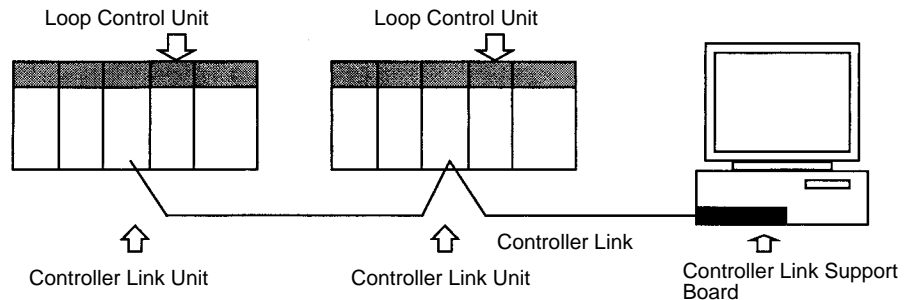 Loop Control Unit
Loop Control Unit
Controller Link
Controller Link Unit
Controller Link Unit
Controller Link Support
Board